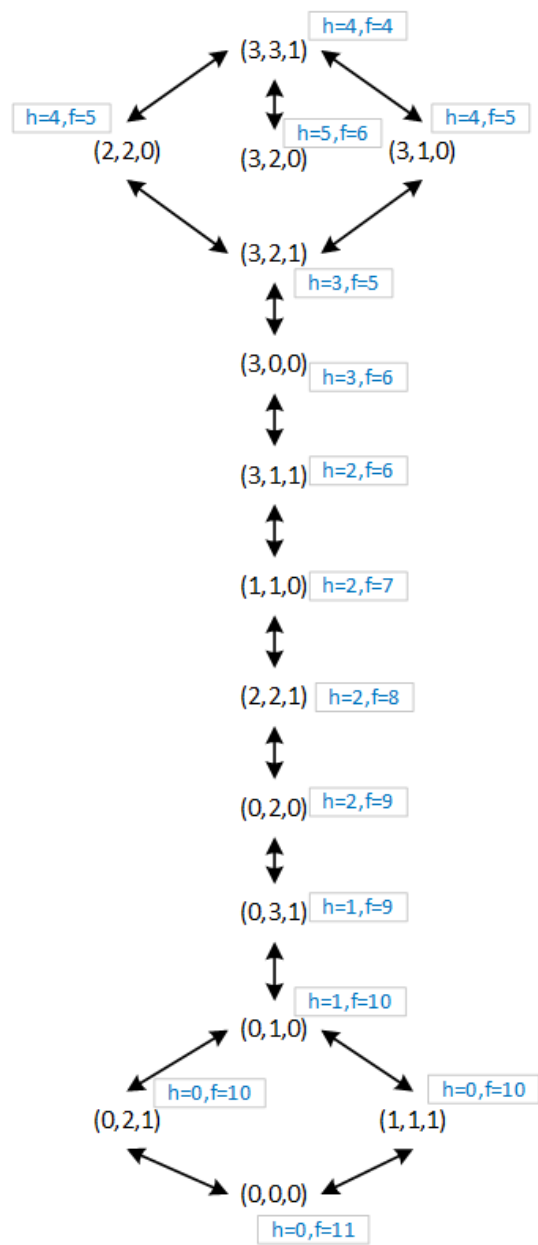 h=4,f=4
(3,3,1)
h=4,f=5
h=5,f=6
h=4,f=5
(2,2,0)
(3,2,0)
(3,1,0)
(3,2,1)
h=3,f=5
(3,0,0)
h=3,f=6
(3,1,1)
h=2,f=6
(1,1,0)
h=2,f=7
(2,2,1)
h=2,f=8
(0,2,0)
h=2,f=9
(0,3,1)
h=1,f=9
h=1,f=10
(0,1,0)
h=0,f=10
h=0,f=10
(0,2,1)
(1,1,1)
(0,0,0)
h=0,f=11